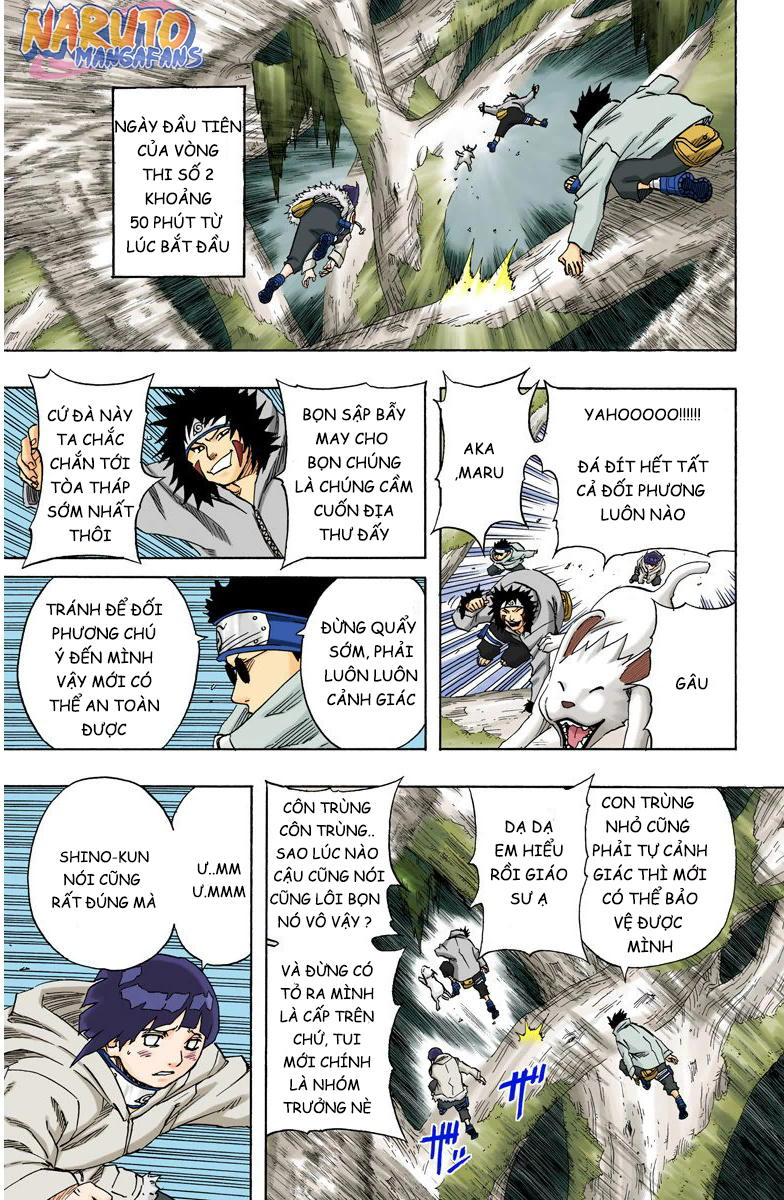 NARUTO
MANGAFANS
NGÀY ĐẦU TIÊN
CỦA VÒNG
THI SỐ 2
KHOẢNG
50 PHÚT TỪ
LÚC BẮT ĐẦU
YAHOOOOO!!!!!!
ĐÁ ĐÍT HẾT TẤT
CẢ ĐỐI PHƯƠNG
LUÔN NÀO
AKA
,MARU
GÂU
BỌN SẬP BẪY
MAY CHO
BỌN CHÚNG
LÀ CHÚNG CẦM
CUỐN ĐỊA
THƯ ĐẤY
CỨ ĐÀ NÀY
TA CHẮC
CHẮN TỚI
TÒA THÁP
SỚM NHẤT
THÔI
ĐỪNG QUẨY
SỚM, PHẢI
LUÔN LUÔN
CẢNH GIÁC
TRÁNH ĐỂ ĐỐI
PHƯƠNG CHÚ
Ý ĐẾN MÌNH
VẬY MỚI CÓ
THỂ AN TOÀN
ĐƯỢC
CON TRÙNG
NHỎ CŨNG
PHẢI TỰ CẢNH
GIÁC THÌ MỚI
CÓ THỂ BẢO
VỆ ĐƯỢC
MÌNH
DẠ DẠ
EM HIỂU
RỒI GIÁO
SƯ Ạ
CÔN TRÙNG
CÔN TRÙNG..
SAO LÚC NÀO
CẬU CŨNG NÓI
CŨNG LÔI BỌN
NÓ VÔ VẬY ?
VÀ ĐỪNG CÓ
TỎ RA MÌNH
LÀ CẤP TRÊN
CHỨ, TUI
MỚI CHÍNH
LÀ NHÓM
TRƯỞNG NÈ
ザザ
ザザッ
Ư..MM
Ư.MMM
SHINO-KUN
NÓI CŨNG
RẤT ĐÚNG MÀ